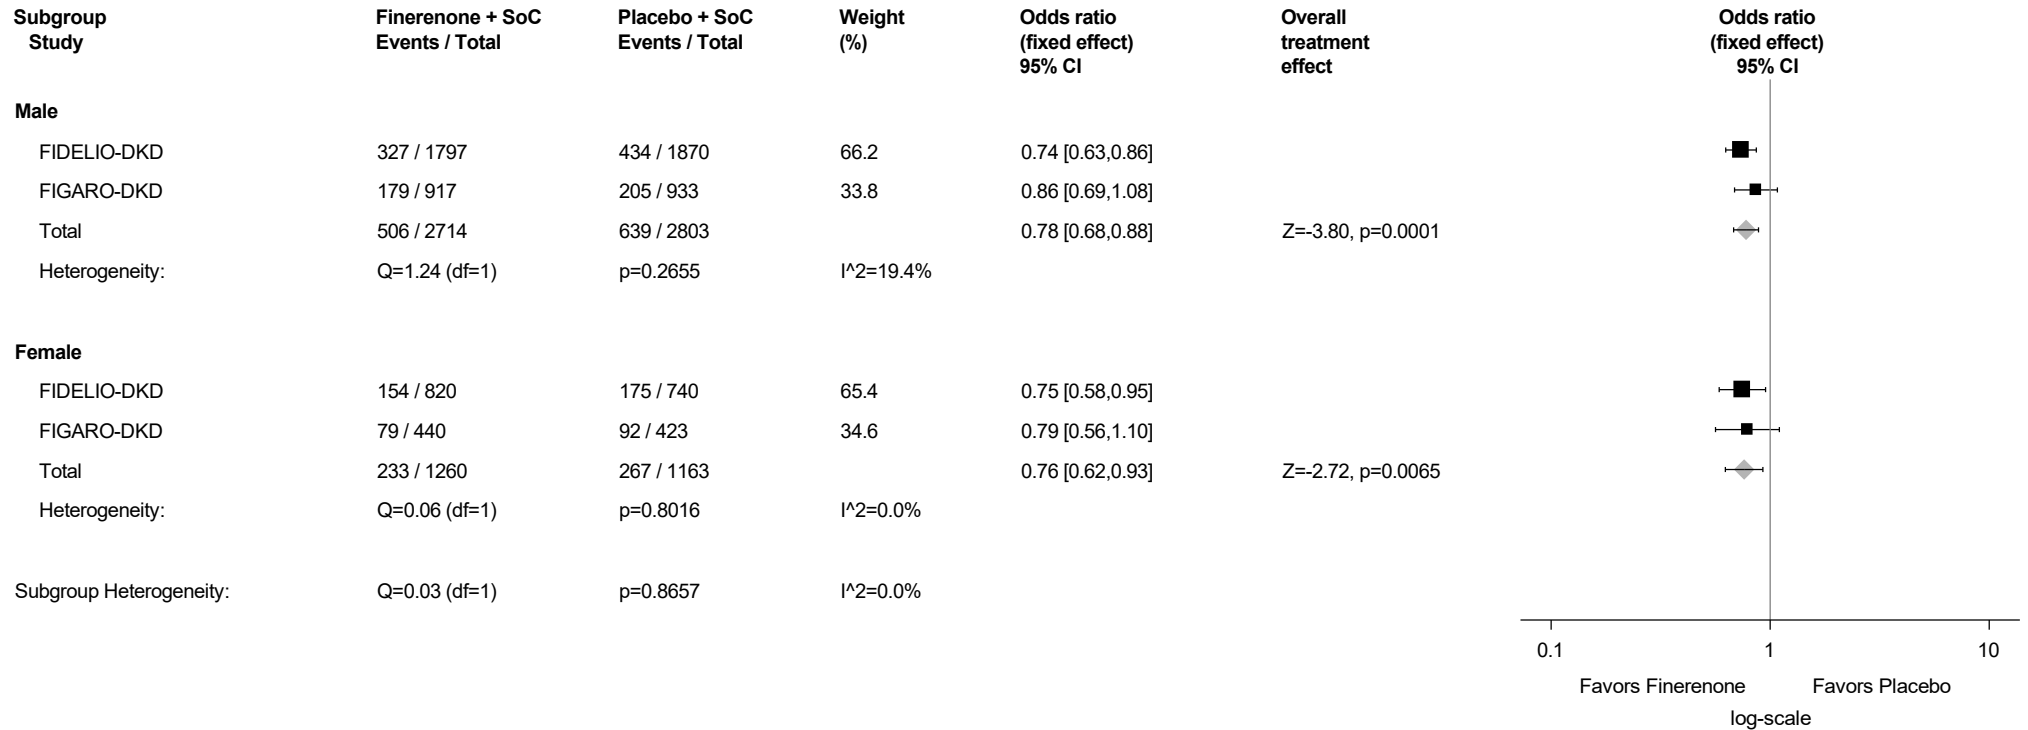 Subgroup Finerenone + SoC Placebo + SoC Weight Odds ratio Overall Odds ratio
Study Events / Total Events / Total (%) (fixed effect) treatment (fixed effect)
95% CI effect 95% CI
Male
FIDELIO-DKD 327 / 1797 434 / 1870 66.2 0.74 [0.63,0.86]
FIGARO-DKD 179 / 917 205 / 933 33.8 0.86 [0.69,1.08]
Total 506 / 2714 639 / 2803 0.78 [0.68,0.88] Z=-3.80, p=0.0001
Heterogeneity: Q=1.24 (df=1) p=0.2655 I^2=19.4%
Female
FIDELIO-DKD 154 / 820 175 / 740 65.4 0.75 [0.58,0.95]
FIGARO-DKD 79 / 440 92 / 423 34.6 0.79 [0.56,1.10]
Total 233 / 1260 267 / 1163 0.76 [0.62,0.93] Z=-2.72, p=0.0065
Heterogeneity: Q=0.06 (df=1) p=0.8016 I^2=0.0%
Subgroup Heterogeneity: Q=0.03 (df=1) p=0.8657 I^2=0.0%
0.1 1 10
Favors Finerenone Favors Placebo
log-scale